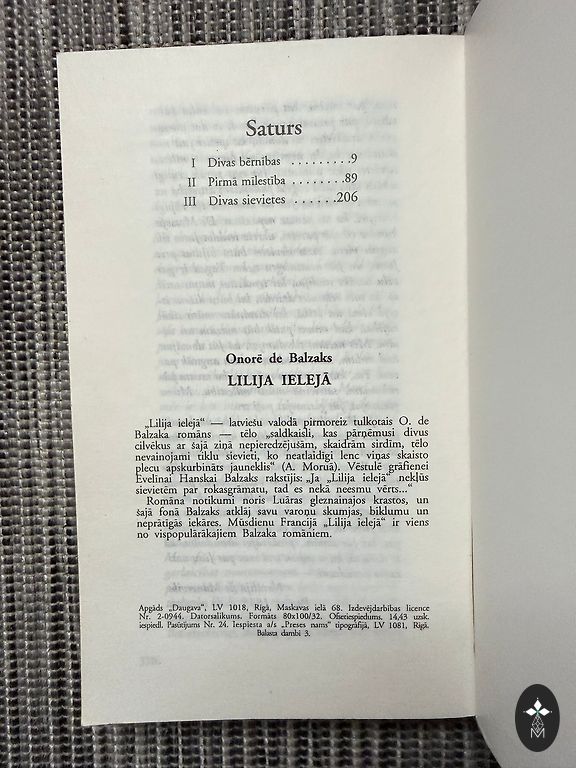 Saturs
I Divas bērnības . . . . . . . . .9
II Pirmā mīlestība . . . . . . . .89
III Divas sievietes . . . . . .206
Onorē de Balzaks
LILIJA IELEJĀ
„Lilija ielejā“ — latviešu valodā pirmoreiz tulkotais O. de
Balzaka romāns — tēlo „saldkaisli, kas pārņēmusi divus
cilvēkus ar šajā ziņā nepieredzējušām, skaidrām sirdīm, tēlo
nevainojami tiklu sievieti, ko neatlaidīgi lenc viņas skaisto
plecu apskurbināts jauneklis“ (A. Moruā). Vēstulē grāfienei
Evelīnai Hanskai Balzaks rakstījis: „Ja „Lilija ielejā“ nekļūs
sievietēm par rokasgrāmatu, tad es nekā neesmu vērts...“
Romāna notikumi noris Luāras gleznainajos krastos, un
šajā fonā Balzaks atklāj savu varoņu skumjas, biklumu un
neprātīgās iekāres. Mūsdienu Francijā „Lilija ielejā“ ir viens
no vispopulārākajiem Balzaka romāniem.
Apgāds „Daugava“, LV 1018, Rīgā, Maskavas ielā 68. Izdevējdarbības licence
Nr. 2-0944. Datorsalikums. Formāts 80x100/32. Ofsetiespiedums. 14,43 uzsk.
iespiedl. Pasūtījums Nr. 24. Iespiesta a/s „Preses nams“ tipogrāfijā, LV 1081, Rīgā.
Balasta dambī 3.
M